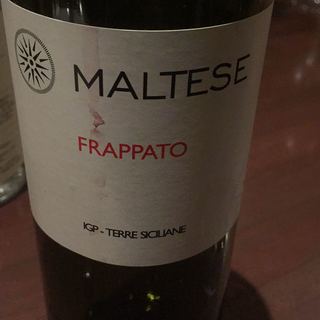 MALTESE
FRAPPATO
IGP - TERRE SICILIANE